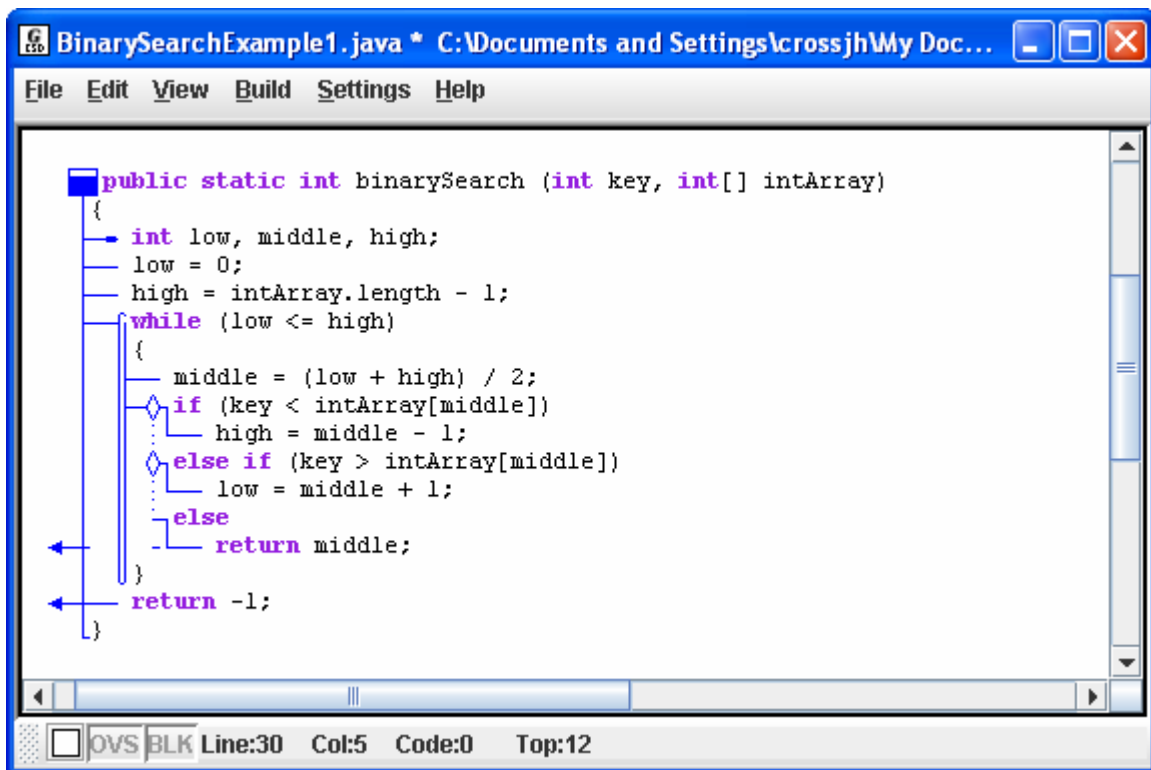 BinarySearchExample1.java * C:\Documents and Settings\crossjh\My Doc...
File Edit View Build Settings Help
public static int binarySearch (int key, int[] intArray)
{
int low, middle, high;
low = 0;
high = intArray.length - 1;
while (low <= high)
{
middle = (low + high) / 2;
if (key < intArray[middle])
high = middle - 1;
else if (key > intArray[middle])
low = middle + 1;
else
return middle;
}
return -1;
}
OVS BLK Line:30 Col:5 Code:0 Top:12